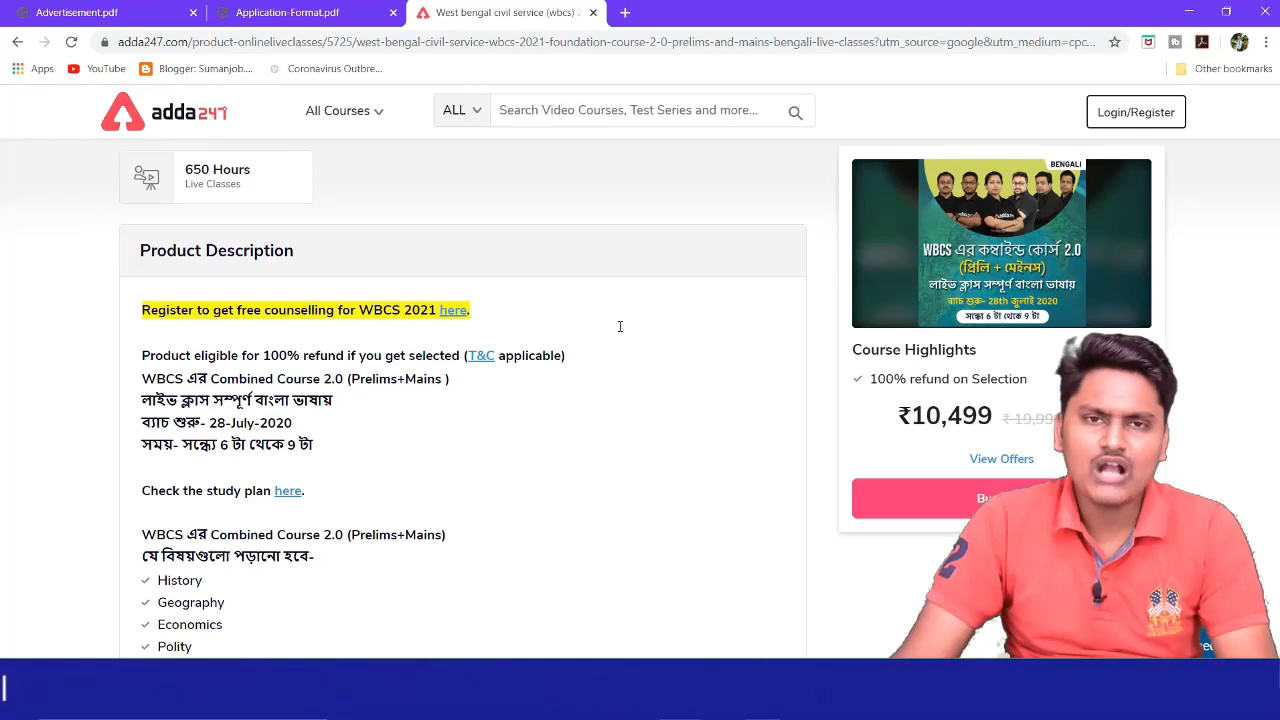 Advertisement.pdf
Application-Format.pdf
West bengal civil service (wbcs) 2
adda247.com/product-onlineliveclasses/5725/west-bengal-civil-service-wbcs-2021-foundation-course-2-0-prelims-and-mains-bengali-live-classes?utm_source=google&utm_medium=cpc...
Apps
YouTube
Blogger: Sumanjob...
Coronavirus Outbre...
Other bookmarks
adda247
All Courses
ALL
Search Video Courses, Test Series and more...
Login/Register
650 Hours
Live Classes
Product Description
Register to get free counselling for WBCS 2021 here.
Product eligible for 100% refund if you get selected (T&C applicable)
WBCS এর Combined Course 2.0 (Prelims+Mains )
লাইভ ক্লাস সম্পূর্ণ বাংলা ভাষায়
ব্যাচ শুরু- 28-July-2020
সময়- সন্ধ্যে 6 টা থেকে 9 টা
Check the study plan here.
WBCS এর Combined Course 2.0 (Prelims+Mains)
যে বিষয়গুলো পড়ানো হবে-
History
Geography
Economics
Polity
BENGALI
WBCS এর কম্বাইন্ড কোর্স 2.0
(প্রিলি + মেইনস)
লাইভ ক্লাস সম্পূর্ণ বাংলা ভাষায়
ব্যাচ শুরু- 28th জুলাই 2020
সন্ধ্যে 6 টা থেকে 9 টা
Course Highlights
100% refund on Selection
₹10,499 ₹ 19,99
View Offers